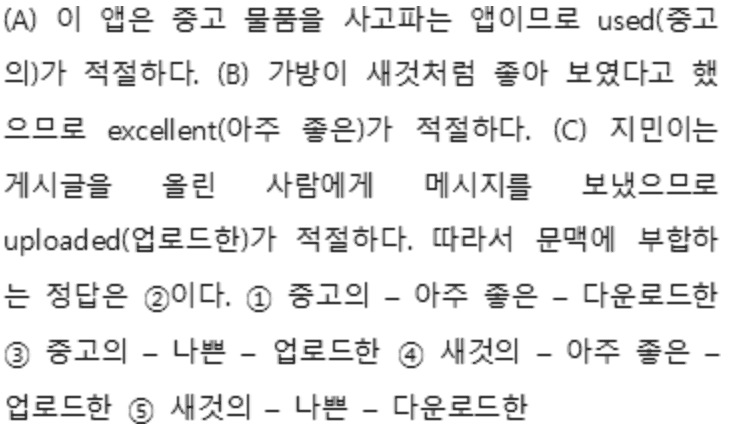 (A) 이 앱은 중고 물품을 사고파는 앱이므로 used(중고
의)가 적절하다. (B) 가방이 새것처럼 좋아 보였다고 했
으므로 excellent(아주 좋은)가 적절하다. (C) 지민이는
게시글을 올린 사람에게 메시지를 보냈으므로
uploaded(업로드한)가 적절하다. 따라서 문맥에 부합하
는 정답은 ②이다. ① 중고의 – 아주 좋은 – 다운로드한
③ 중고의 – 나쁜 – 업로드한 ④ 새것의 – 아주 좋은 –
업로드한 ⑤ 새것의 – 나쁜 – 다운로드한